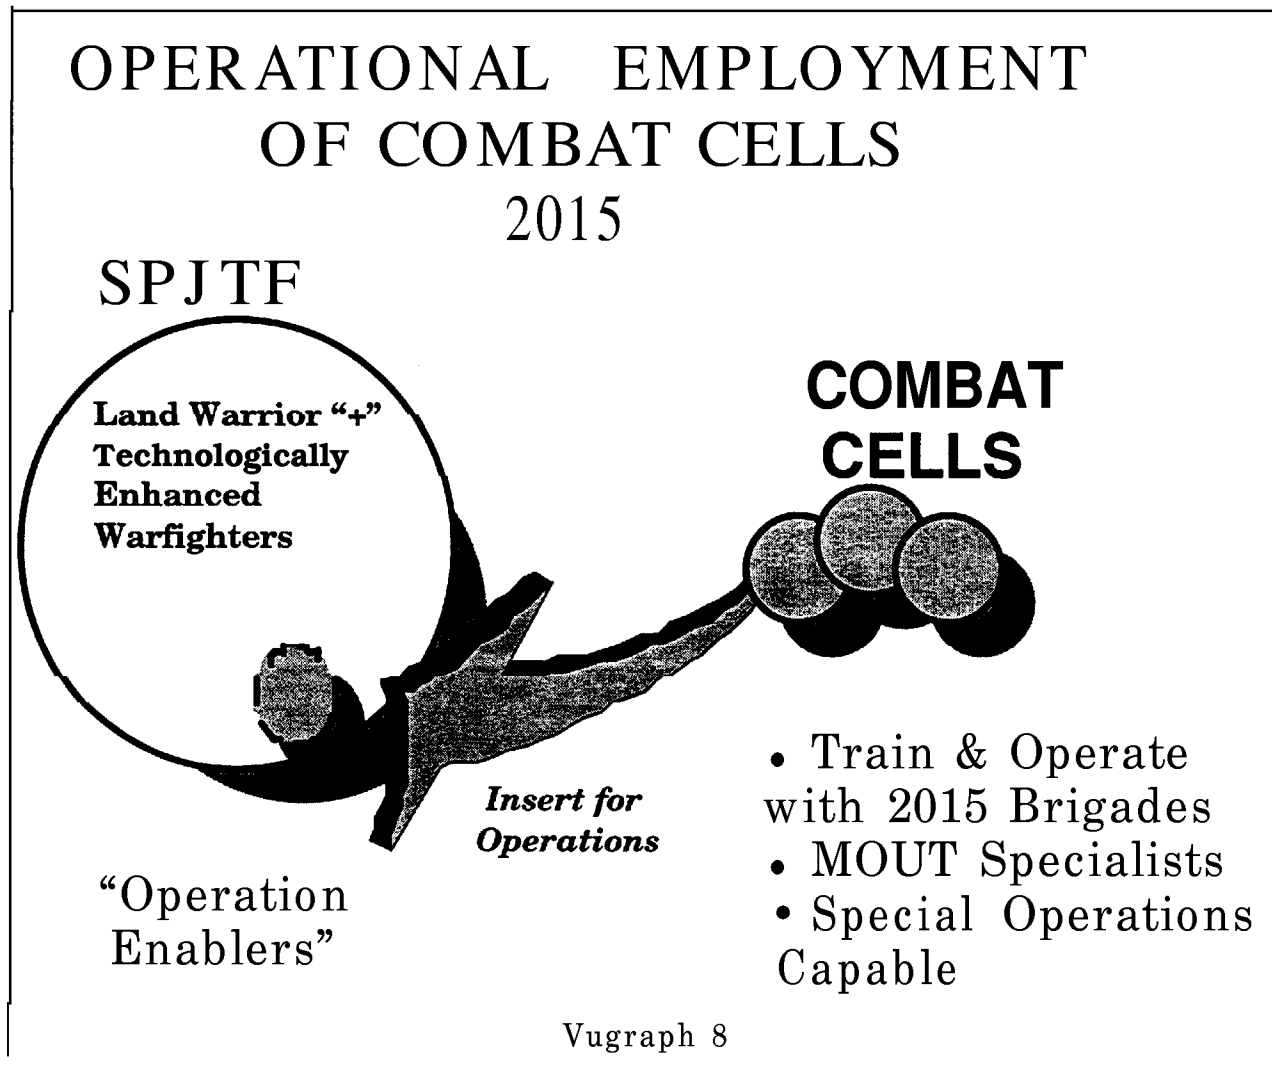 OPERATIONAL EMPLOYMENT
OF COMBAT CELLS
2015
SPJTF
Land Warrior “+”
Technologically
Enhanced
Warfighters
COMBAT
CELLS
Insert for
Operations
“Operation
Enablers”
• Train & Operate
with 2015 Brigades
• MOUT Specialists
• Special Operations
Capable
Vugraph 8